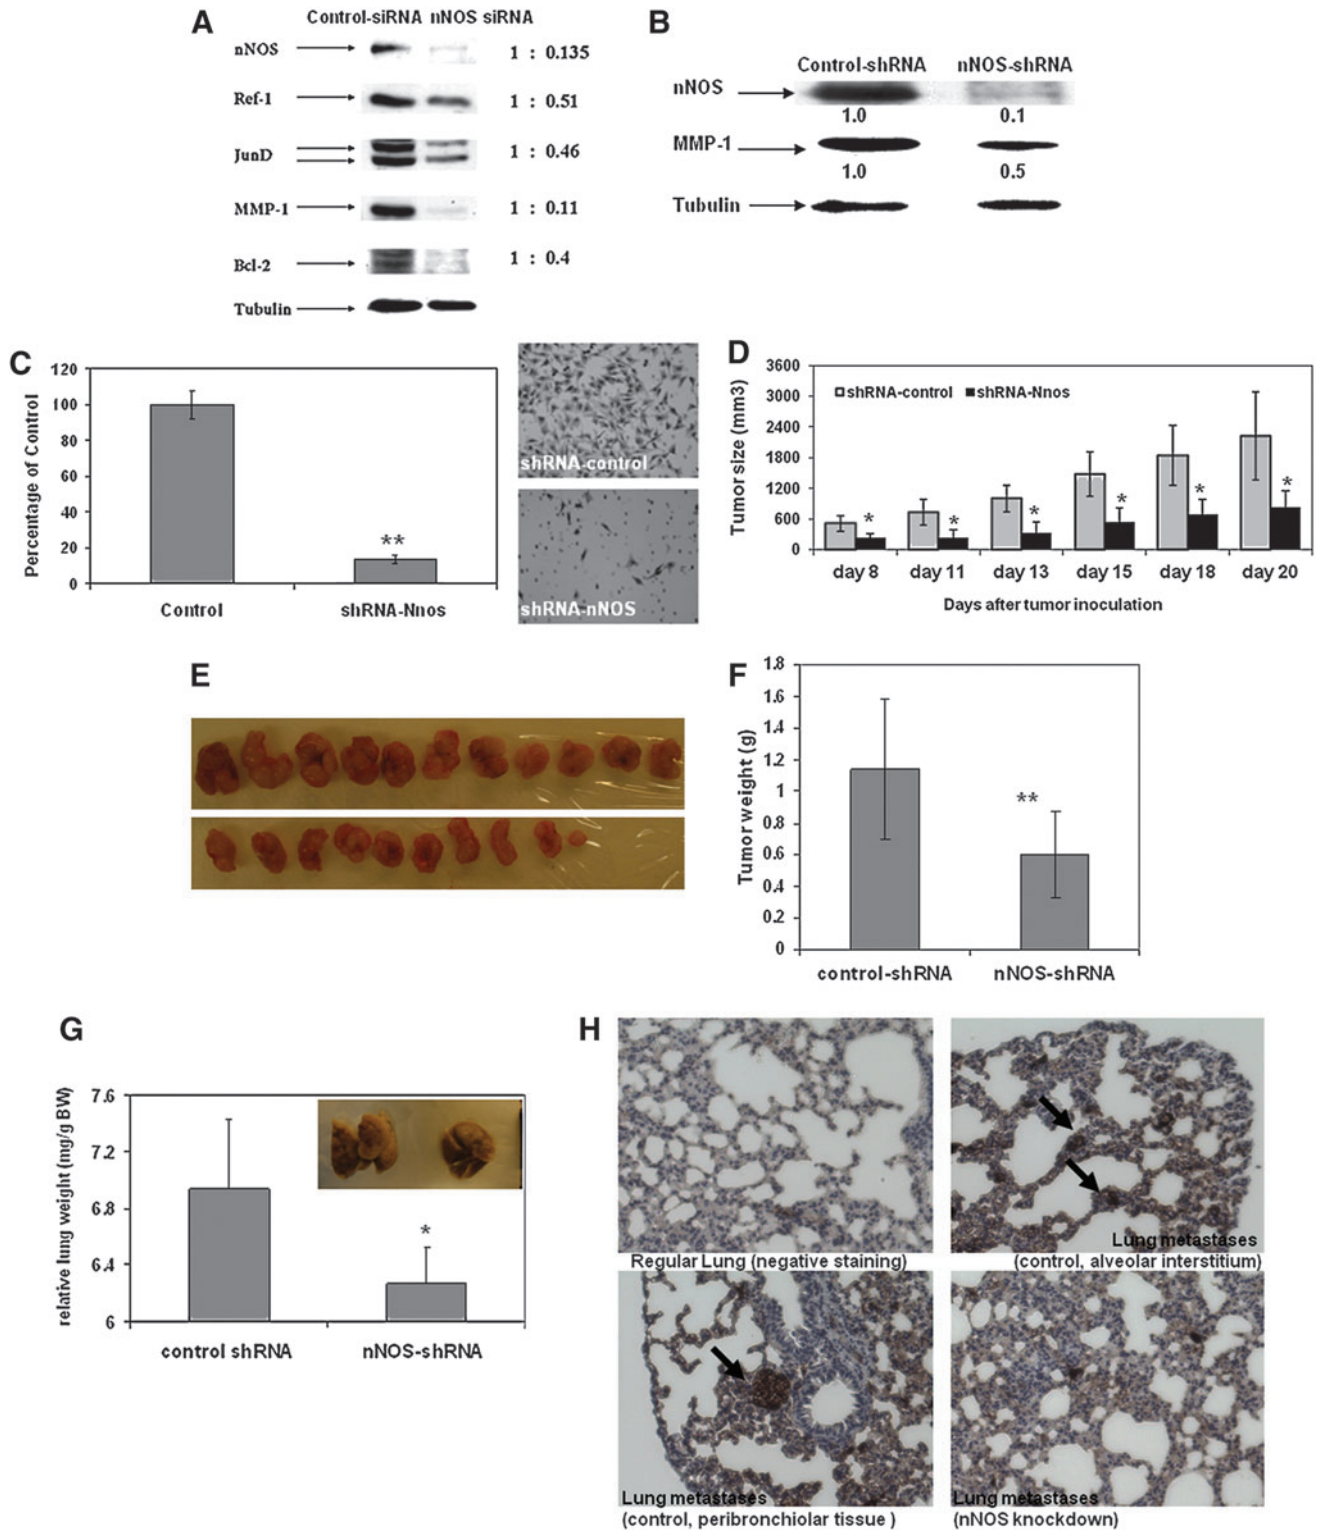 A
Control-siRNA nNOS siRNA
nNOS
1 : 0.135
Ref-1
1 : 0.51
JunD
1 : 0.46
MMP-1
1 : 0.11
Bcl-2
1 : 0.4
Tubulin
B
Control-shRNA nNOS-shRNA
nNOS
1.0 0.1
MMP-1
1.0 0.5
Tubulin
C
Percentage of Control
120
100
80
60
40
20
0
Control shRNA-Nnos
**
shRNA-control
shRNA-nNOS
D
Tumor size (mm3)
3600
3000
2400
1800
1200
600
0
shRNA-control shRNA-Nnos
* * * * * *
day 8 day 11 day 13 day 15 day 18 day 20
Days after tumor inoculation
E
F
Tumor weight (g)
1.8
1.6
1.4
1.2
1
0.8
0.6
0.4
0.2
0
**
control-shRNA nNOS-shRNA
G
relative lung weight (mg/g BW)
7.6
7.2
6.8
6.4
6
*
control shRNA nNOS-shRNA
H
Regular Lung (negative staining)
Lung metastases
(control, alveolar interstitium)
Lung metastases
(control, peribronchiolar tissue )
Lung metastases
(nNOS knockdown)